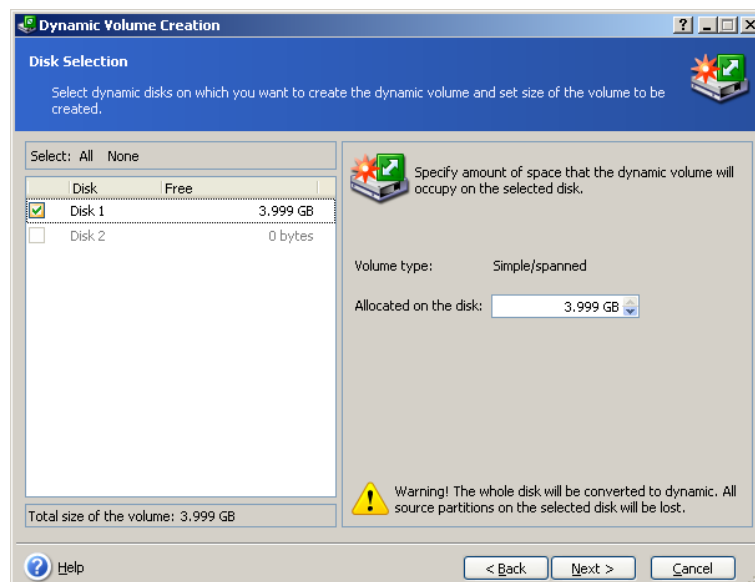 Dynamic Volume Creation
Disk Selection
Select dynamic disks on which you want to create the dynamic volume and set size of the volume to be
created.
Select: All None
Disk Free
Disk 1 3.999 GB
Disk 2 0 bytes
Total size of the volume: 3.999 GB
Specify amount of space that the dynamic volume will
occupy on the selected disk.
Volume type: Simple/spanned
Allocated on the disk: 3.999 GB
Warning! The whole disk will be converted to dynamic. All
source partitions on the selected disk will be lost.
? Help
< Back Next > Cancel